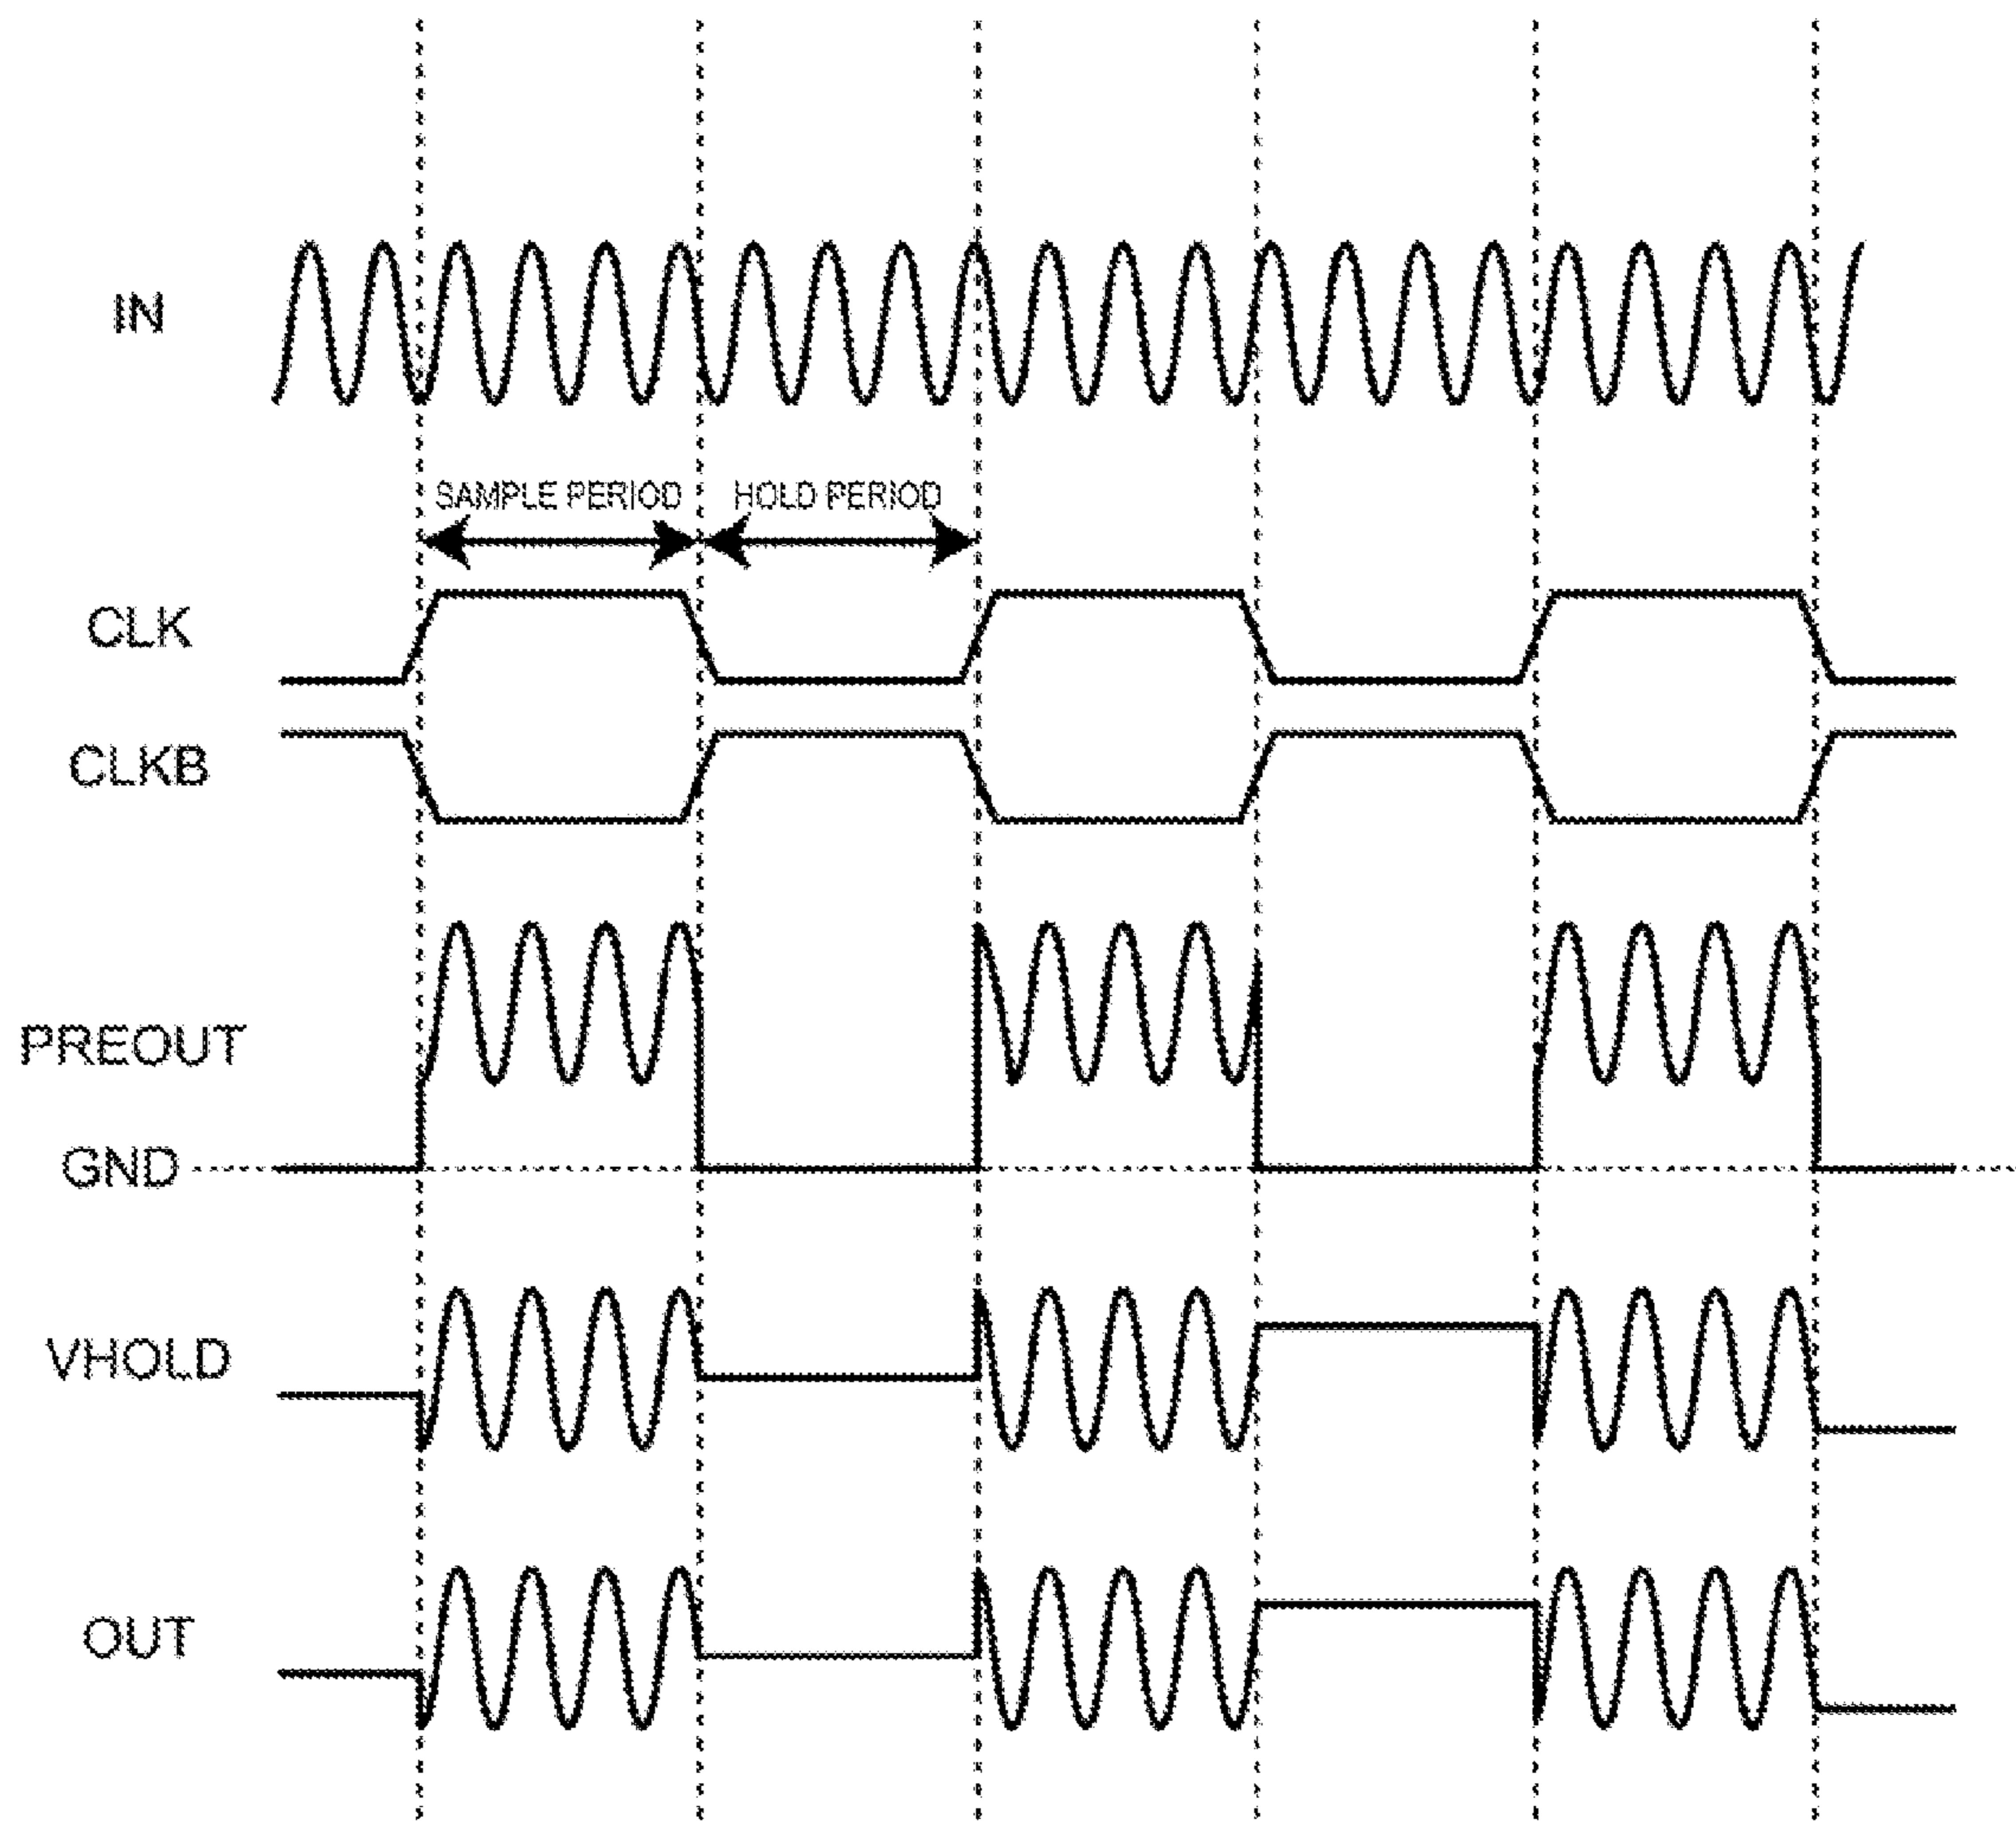 IN
SAMPLE PERIOD HOLD PERIOD
CLK
CLKB
PREOUT
GND
VHOLD
OUT